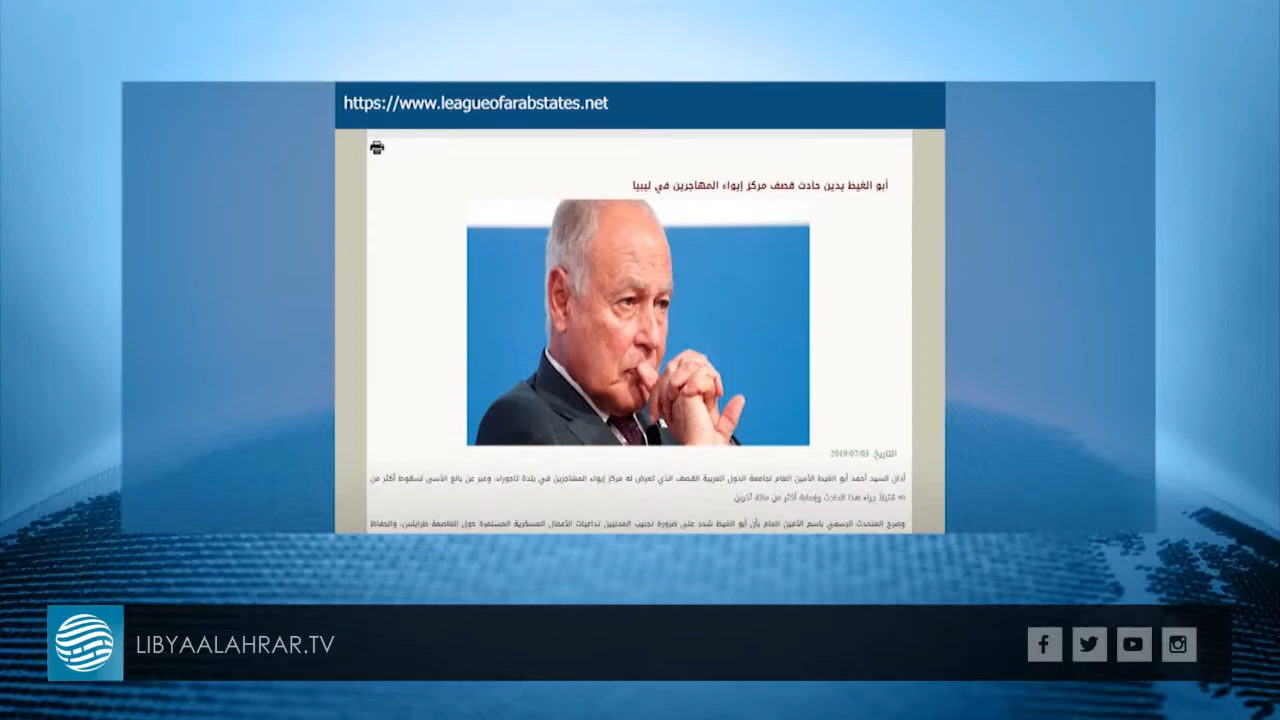 https://www.leagueofarabstates.net
أبو الغيط يدين حادث قصف مركز إيواء المهاجرين في ليبيا
التاريخ: 2019/07/03
أدان السيد أحمد أبو الغيط الأمين العام لجامعة الدول العربية القصف الذي تعرض له مركز إيواء المهاجرين في بلدة تاجوراء، وعبر عن بالغ الأسى لسقوط أكثر من
40 قتيلاً جراء هذا الحادث وإصابة أكثر من مائة آخرين.
وصرح المتحدث الرسمي باسم الأمين العام بأن أبو الغيط شدد على ضرورة تجنيب المدنيين تداعيات الأعمال العسكرية المستمرة حول العاصمة طرابلس، والحفاظ
LIBYAALAHRAR.TV